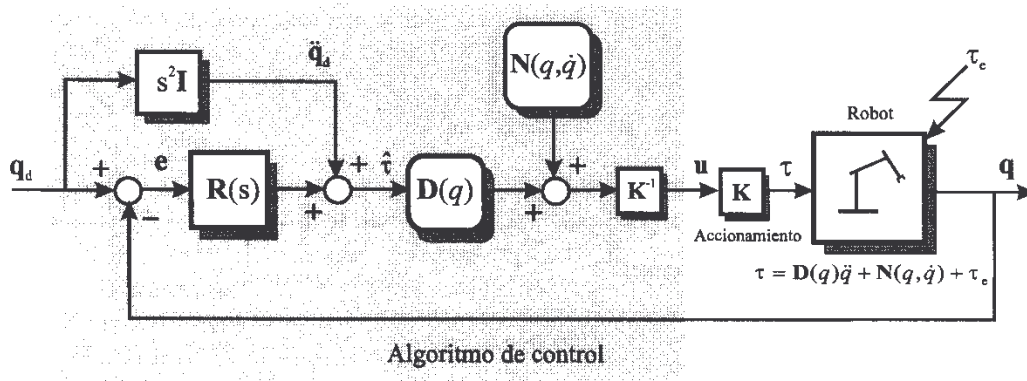 q̈_d
s²I
N(q,q̇)
τ_e
Robot
q_d
+
e
R(s)
+
+
τ̂
D(q)
+
+
K⁻¹
u
K
τ
q
−
Accionamiento
τ = D(q)q̈ + N(q,q̇) + τ_e
Algoritmo de control